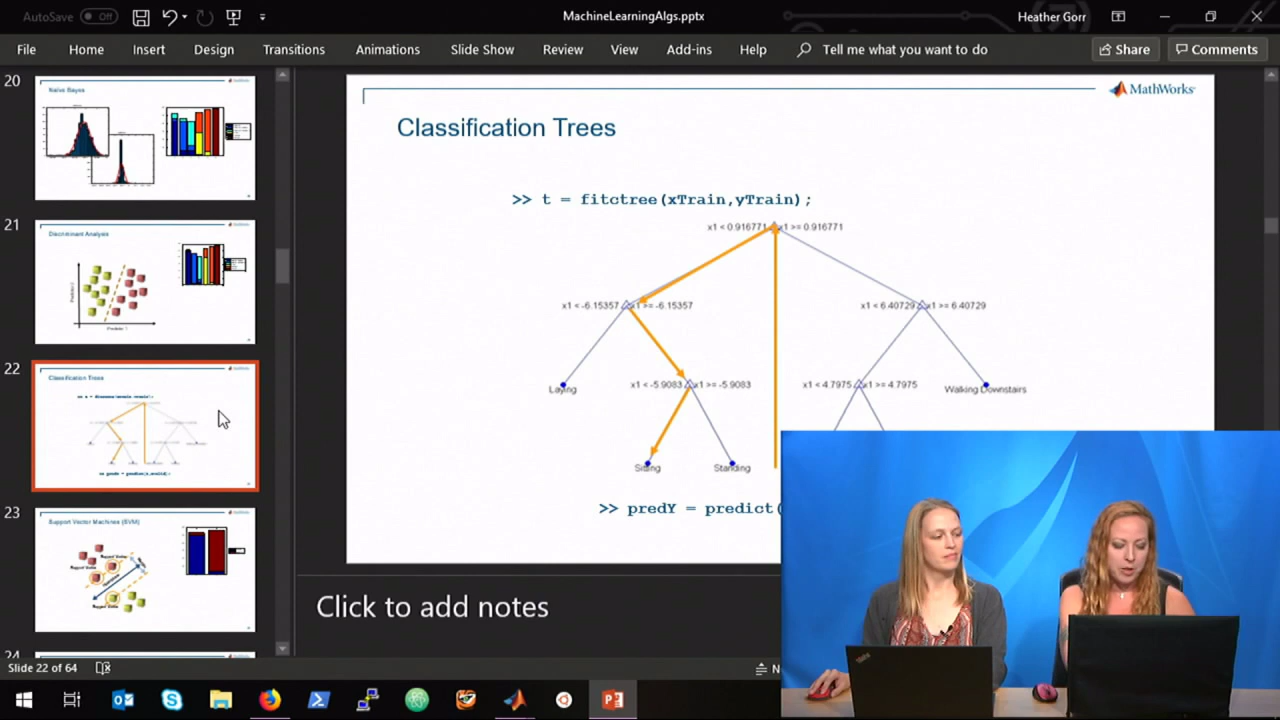 AutoSave Off MachineLearningAlgs.pptx Heather Gorr
File Home Insert Design Transitions Animations Slide Show Review View Add-ins Help Tell me what you want to do Share Comments
20
Naïve Bayes
21
Discriminant Analysis
22
Classification Trees
23
Support Vector Machines (SVM)
24
MathWorks
Classification Trees
>> t = fitctree(xTrain,yTrain);
x1 < 0.916771 x1 >= 0.916771
x1 < -6.15357 x1 >= -6.15357 x1 < 6.40729 x1 >= 6.40729
Laying x1 < -5.9083 x1 >= -5.9083 x1 < 4.7975 x1 >= 4.7975 Walking Downstairs
Sitting Standing
>> predY = predict(
Click to add notes
Slide 22 of 64 N